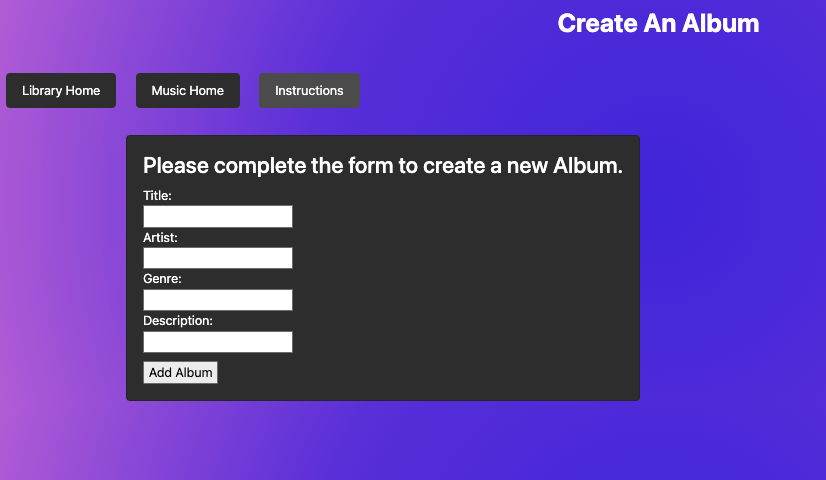 Create An Album
Library Home
Music Home
Instructions
Please complete the form to create a new Album.
Title:
Artist:
Genre:
Description:
Add Album